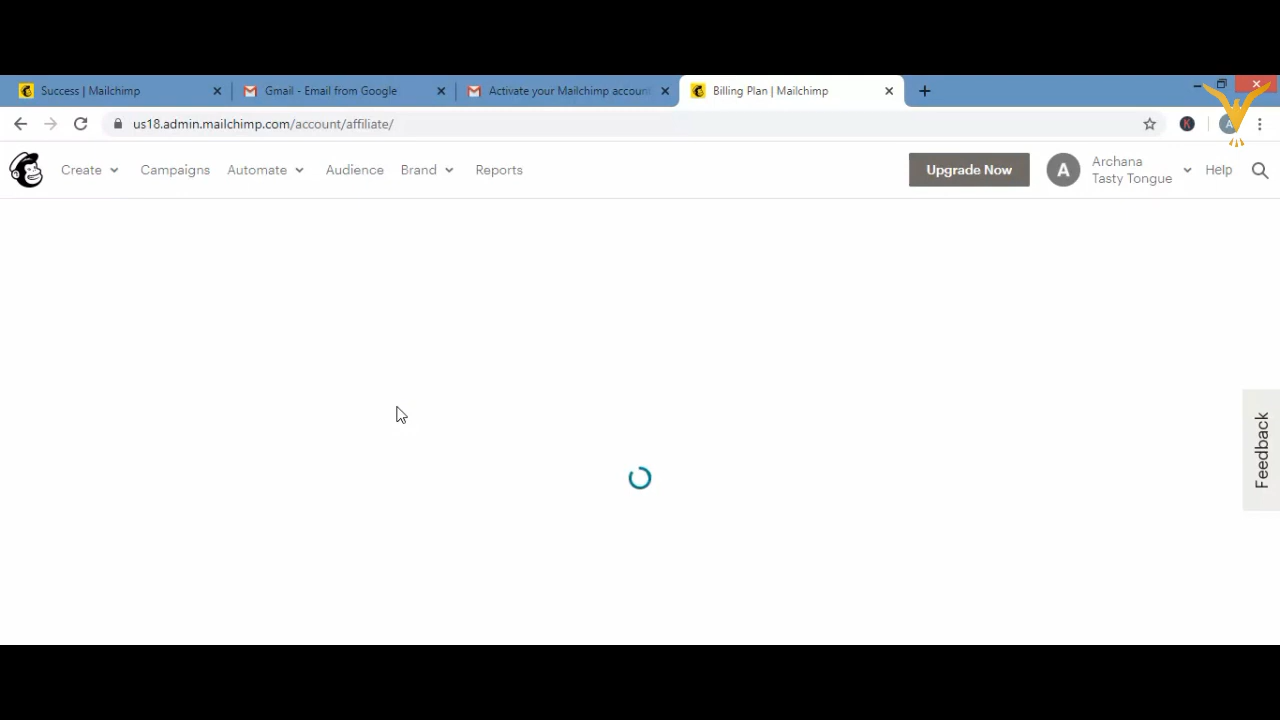 Success | Mailchimp
Gmail - Email from Google
Activate your Mailchimp accoun
Billing Plan | Mailchimp
us18.admin.mailchimp.com/account/affiliate/
K
A
Create
Campaigns
Automate
Audience
Brand
Reports
Upgrade Now
A
Archana
Tasty Tongue
Help
Feedback